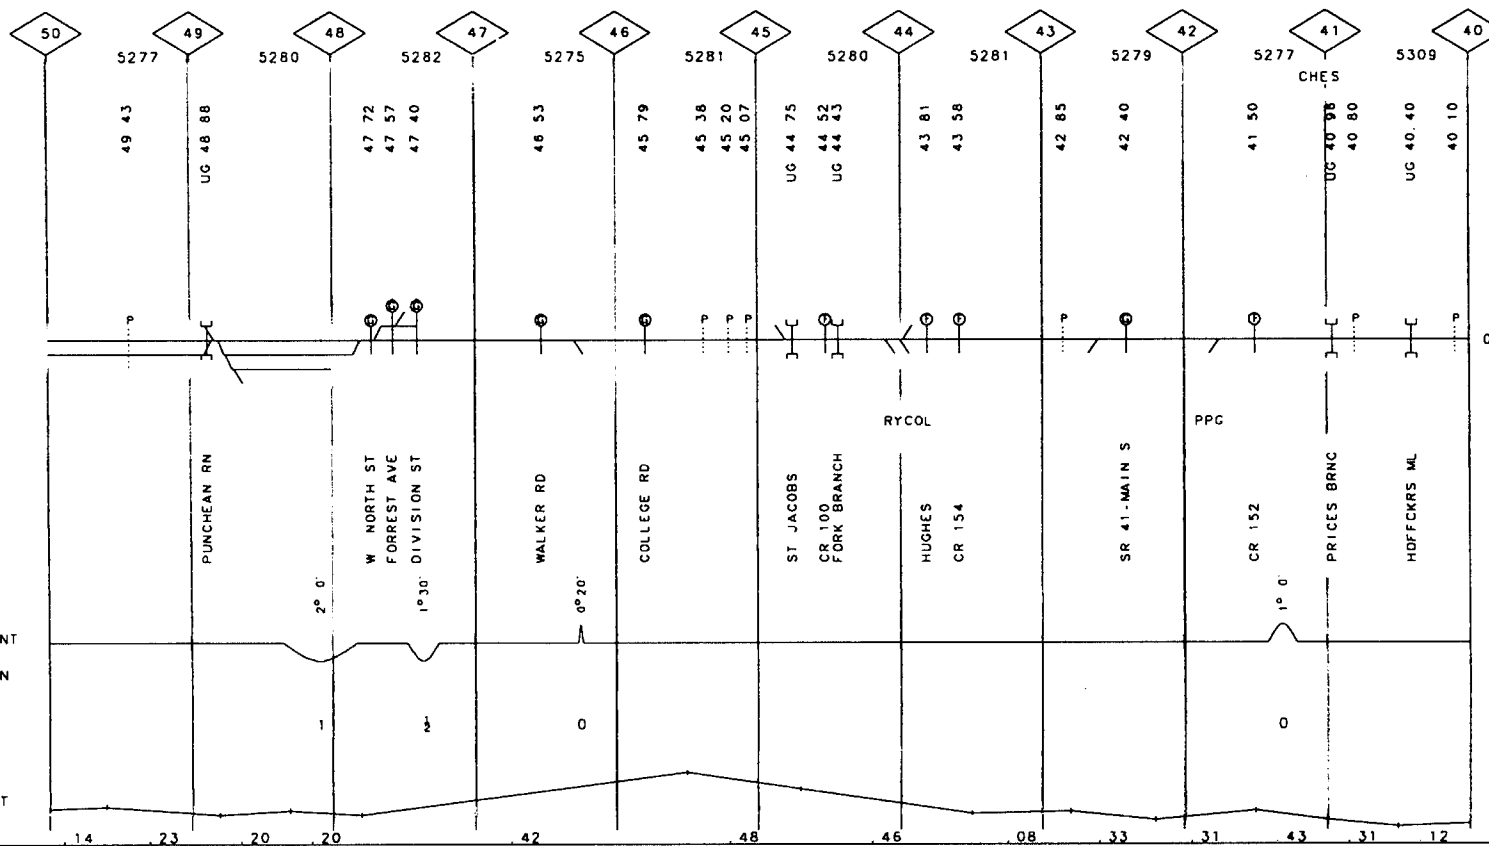 50 49 48 47 46 45 44 43 42 41 40
5277 5280 5282 5275 5281 5280 5281 5279 5277 5309
CHES
49 43
UG 48 88
47 72
47 57
47 40
46 53
45 79
45 38
45 20
45 07
UG 44 75
44 52
UG 44 43
43 81
43 58
42 85
42 40
41 50
UG 40 98
40 80
UG 40.40
40 10
G G G
P G G P P P F F F P G F P P
RYCOL PPG
PUNCHEAN RN
W NORTH ST
FORREST AVE
DIVISION ST
WALKER RD
COLLEGE RD
ST JACOBS
CR 100
FORK BRANCH
HUGHES
CR 154
SR 41-MAIN S
CR 152
PRICES BRNC
HOFFCKRS ML
2° 0' 1°30' 0°20' 1° 0'
NT
N
1 ½ 0 0
T
.14 .23 .20 .20 .42 .48 .46 .08 .33 .31 .43 .31 .12